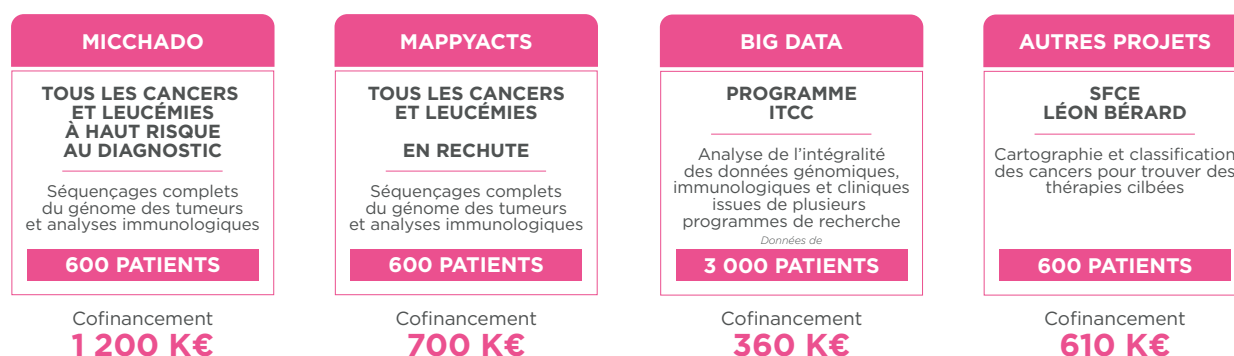 MICCHADO
TOUS LES CANCERS
ET LEUCÉMIES
À HAUT RISQUE
AU DIAGNOSTIC
Séquençages complets
du génome des tumeurs
et analyses immunologiques
600 PATIENTS
Cofinancement
1 200 K€
MAPPYACTS
TOUS LES CANCERS
ET LEUCÉMIES
EN RECHUTE
Séquençages complets
du génome des tumeurs
et analyses immunologiques
600 PATIENTS
Cofinancement
700 K€
BIG DATA
PROGRAMME
ITCC
Analyse de l'intégralité
des données génomiques,
immunologiques et cliniques
issues de plusieurs
programmes de recherche
Données de
3 000 PATIENTS
Cofinancement
360 K€
AUTRES PROJETS
SFCE
LÉON BÉRARD
Cartographie et classification
des cancers pour trouver des
thérapies cilbées
600 PATIENTS
Cofinancement
610 K€